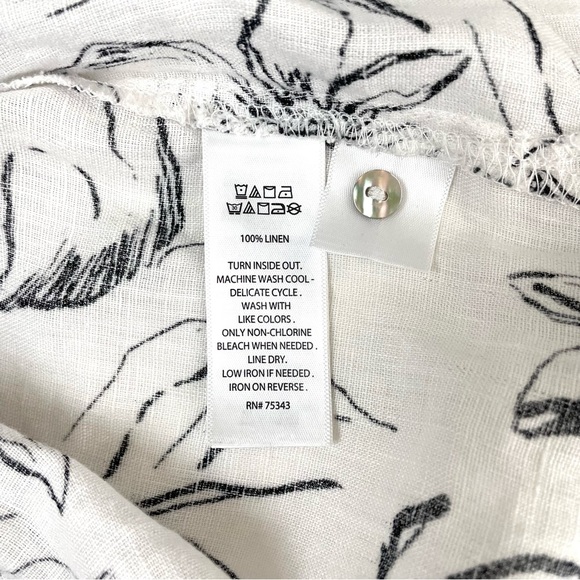 100% LINEN
TURN INSIDE OUT.
MACHINE WASH COOL -
DELICATE CYCLE .
WASH WITH
LIKE COLORS .
ONLY NON-CHLORINE
BLEACH WHEN NEEDED .
LINE DRY.
LOW IRON IF NEEDED .
IRON ON REVERSE .
RN# 75343